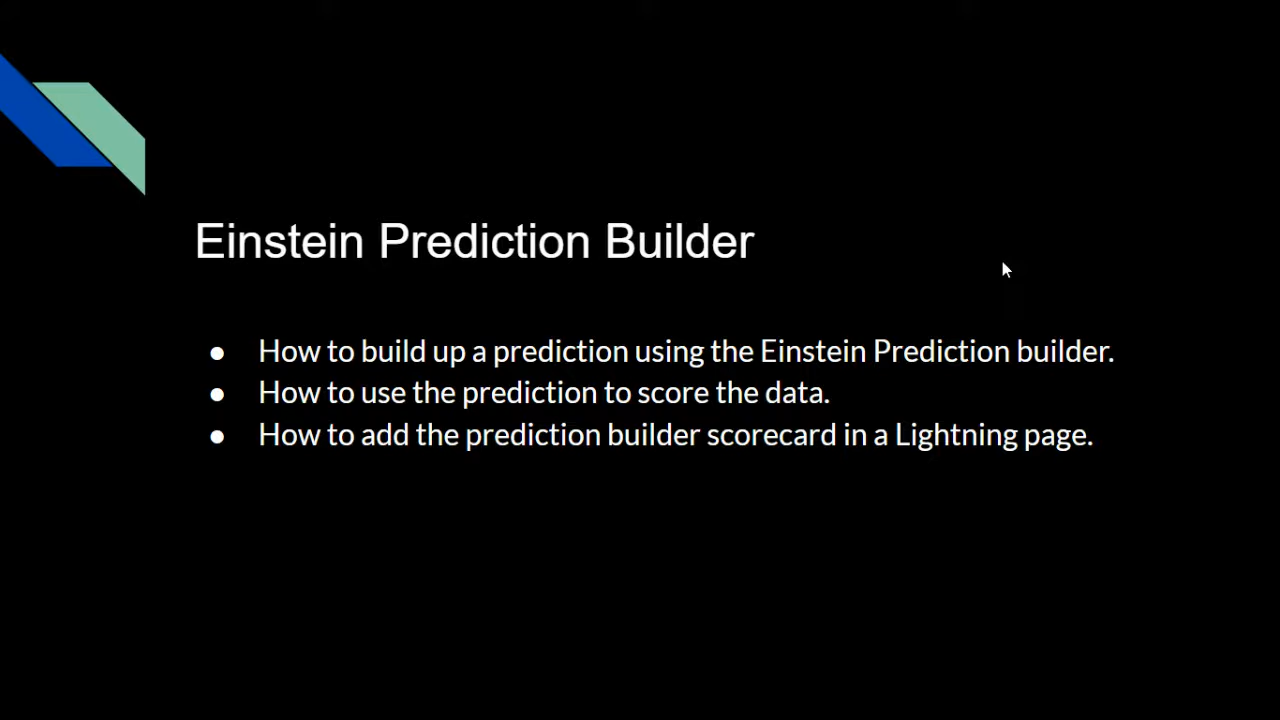 Einstein Prediction Builder
● How to build up a prediction using the Einstein Prediction builder.
● How to use the prediction to score the data.
● How to add the prediction builder scorecard in a Lightning page.